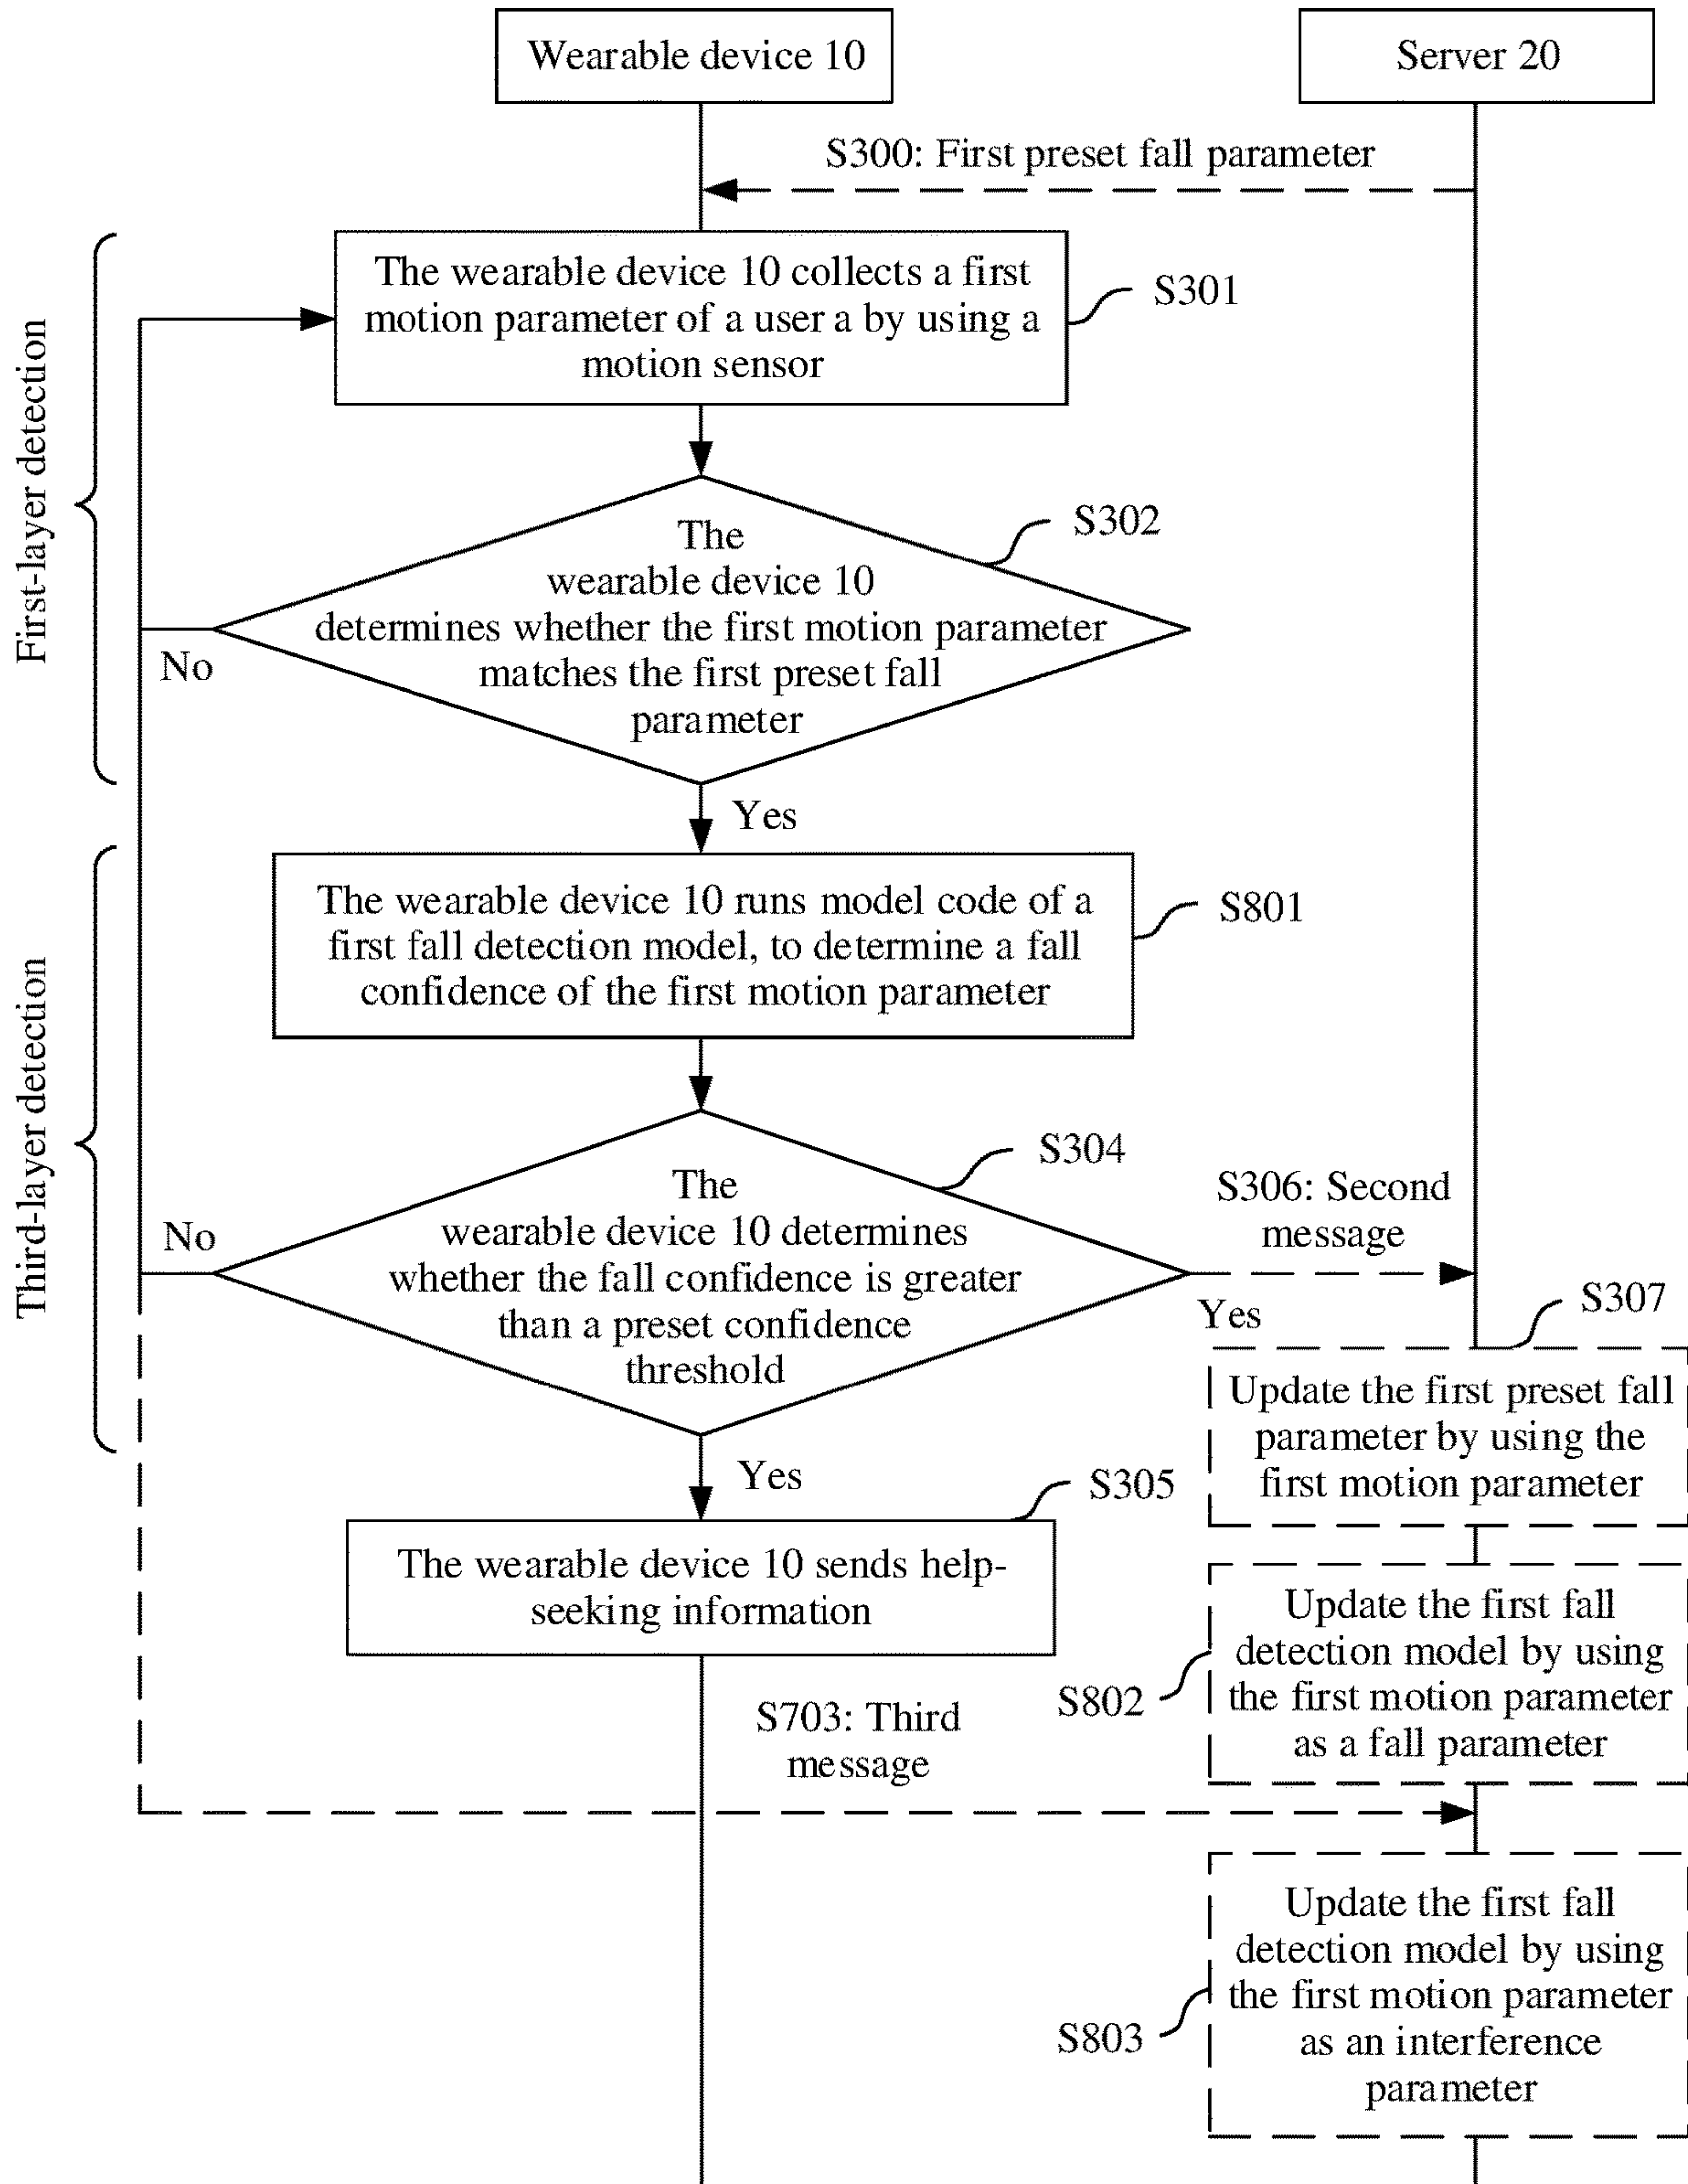 Wearable device 10
Server 20
S300: First preset fall parameter
First-layer detection
The wearable device 10 collects a first
motion parameter of a user a by using a
motion sensor
S301
The
wearable device 10
determines whether the first motion parameter
matches the first preset fall
parameter
S302
No
Yes
Third-layer detection
The wearable device 10 runs model code of a
first fall detection model, to determine a fall
confidence of the first motion parameter
S801
The
wearable device 10 determines
whether the fall confidence is greater
than a preset confidence
threshold
S304
No
S306: Second
message
Yes
S307
Update the first preset fall
parameter by using the
first motion parameter
Yes
S305
The wearable device 10 sends help-
seeking information
Update the first fall
detection model by using
the first motion parameter
as a fall parameter
S802
S703: Third
message
Update the first fall
detection model by using
the first motion parameter
as an interference
parameter
S803